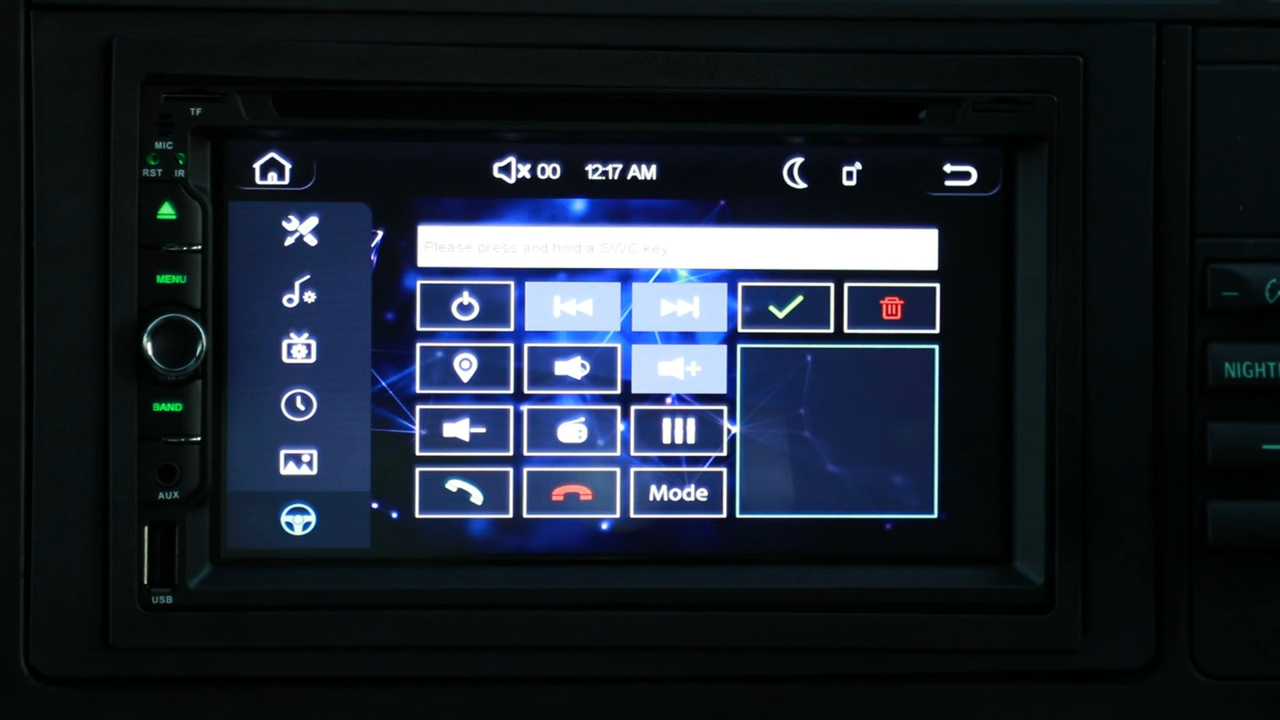 TF
MIC
RST IR
00 12:17 AM
MENU
Please press and hold a SWC key
BAND
AUX
Mode
USB